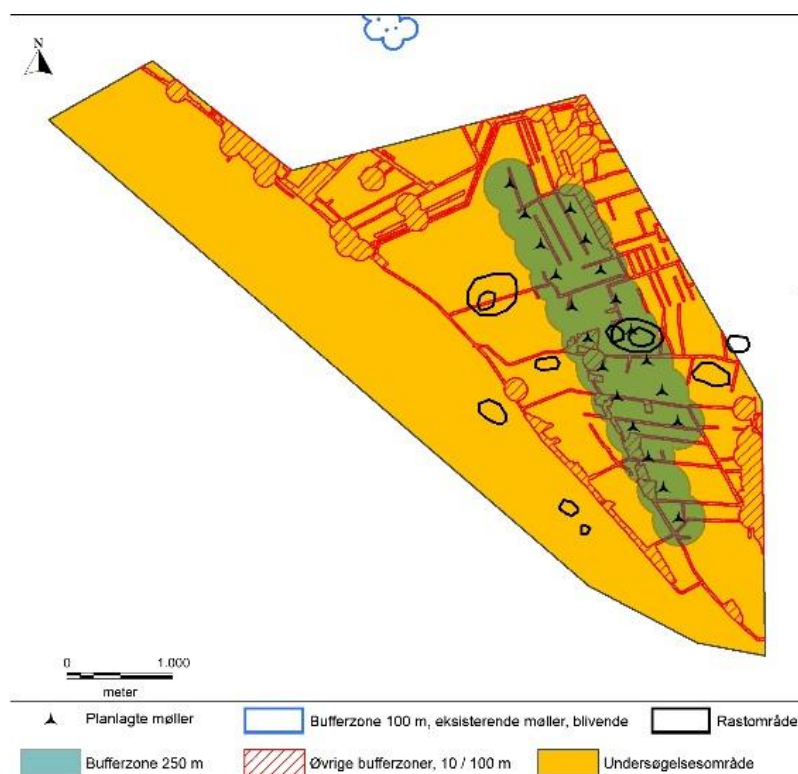 N
0 1.000
meter
Planlagte møller Bufferzone 100 m, eksisterende møller, blivende Rastområde
Bufferzone 250 m Øvrige bufferzoner, 10 / 100 m Undersøgelsesområde